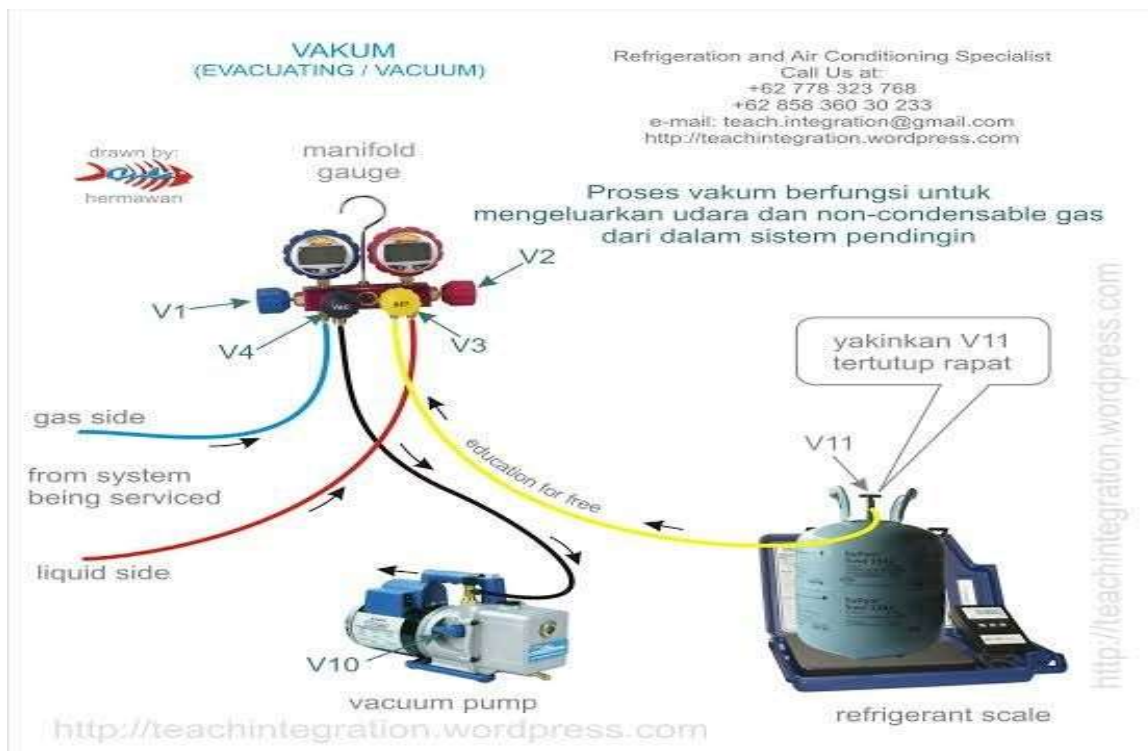 VAKUM
(EVACUATING / VACUUM)
Refrigeration and Air Conditioning Specialist
Call Us at:
+62 778 323 768
+62 858 360 30 233
e-mail: teach.integration@gmail.com
http://teachintegration.wordpress.com
drawn by:
hermawan
manifold
gauge
Proses vakum berfungsi untuk
mengeluarkan udara dan non-condensable gas
dari dalam sistem pendingin
V1
V2
Vac
V4
V3
yakinkan V11
tertutup rapat
V11
gas side
from system
being serviced
liquid side
education for free
V10
vacuum pump
refrigerant scale
http://teachintegration.wordpress.com
http://teachintegration.wordpress.com